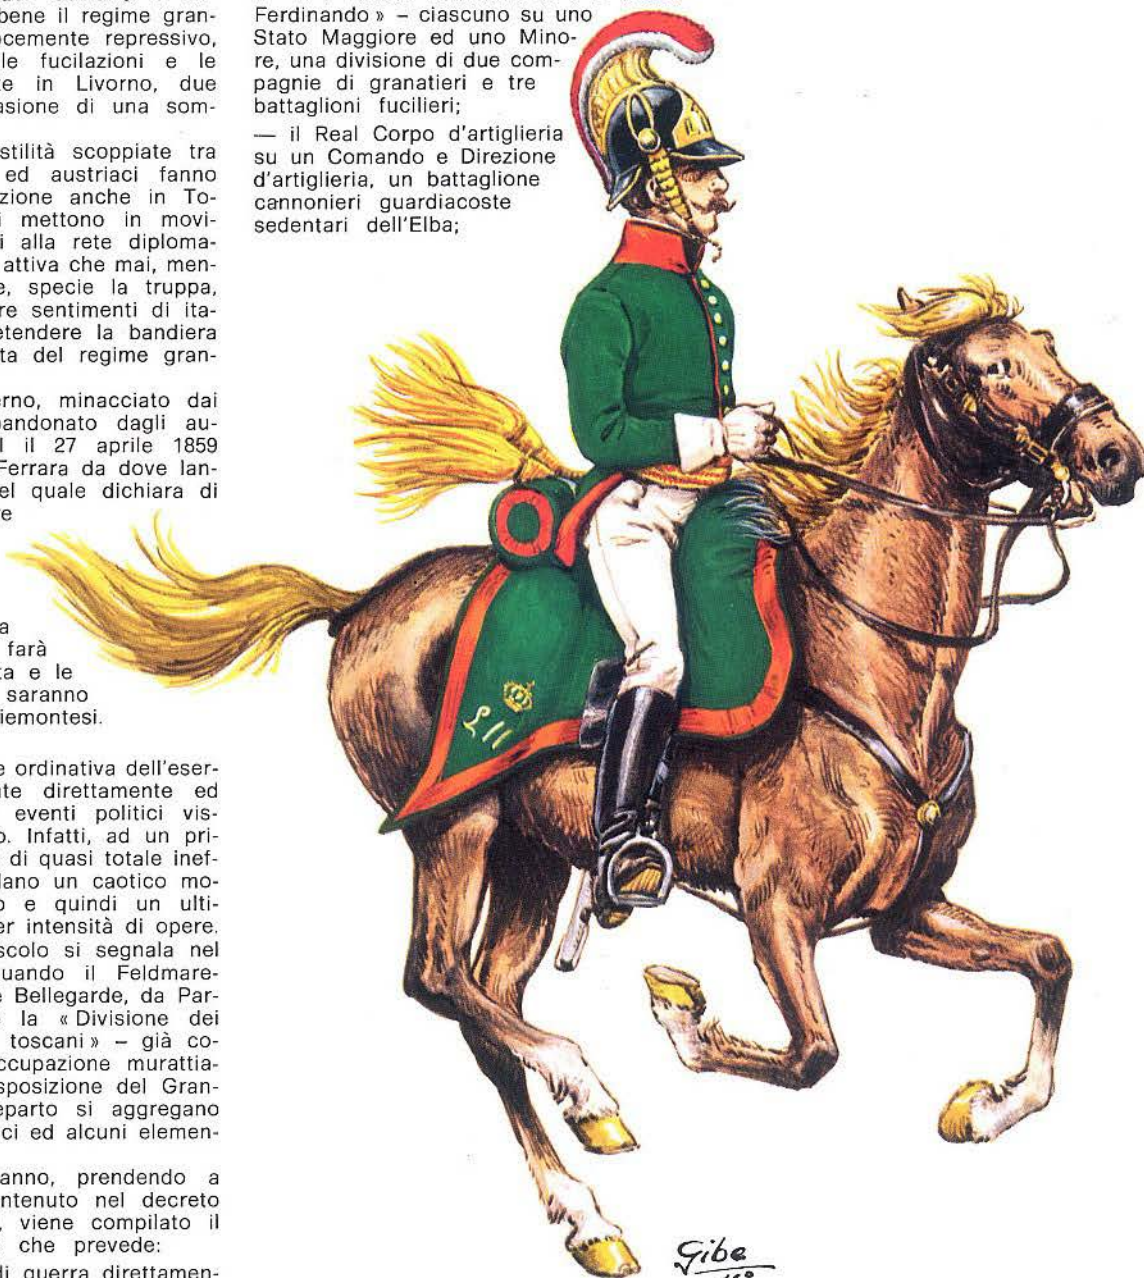 bene il regime gran-
ocemente repressivo,
le fucilazioni e le
te in Livorno, due
asione di una som-
stilità scoppiate tra
ed austriaci fanno
zione anche in To-
i mettono in movi-
i alla rete diploma-
attiva che mai, men-
e, specie la truppa,
re sentimenti di ita-
etendere la bandiera
ta del regime gran-
erno, minacciato dai
bandonato dagli au-
l il 27 aprile 1859
Ferrara da dove lan-
el quale dichiara di
re
a
farà
ta e le
saranno
iemontesi.
e ordinativa dell'eser-
ate direttamente ed
eventi politici vis-
o. Infatti, ad un pri-
di quasi totale inef-
lano un caotico mo-
o e quindi un ulti-
er intensità di opere.
scolo si segnala nel
uando il Feldmare-
e Bellegarde, da Par-
la « Divisione dei
toscani » – già co-
occupazione murattia-
sposizione del Gran-
eparto si aggregano
ci ed alcuni elemen-
anno, prendendo a
ntenuto nel decreto
, viene compilato il
che prevede:
di guerra direttamen-
Ferdinando » – ciascuno su uno
Stato Maggiore ed uno Mino-
re, una divisione di due com-
pagnie di granatieri e tre
battaglioni fucilieri;
— il Real Corpo d'artiglieria
su un Comando e Direzione
d'artiglieria, un battaglione
cannonieri guardiacoste
sedentari dell'Elba;
L II
Gibe